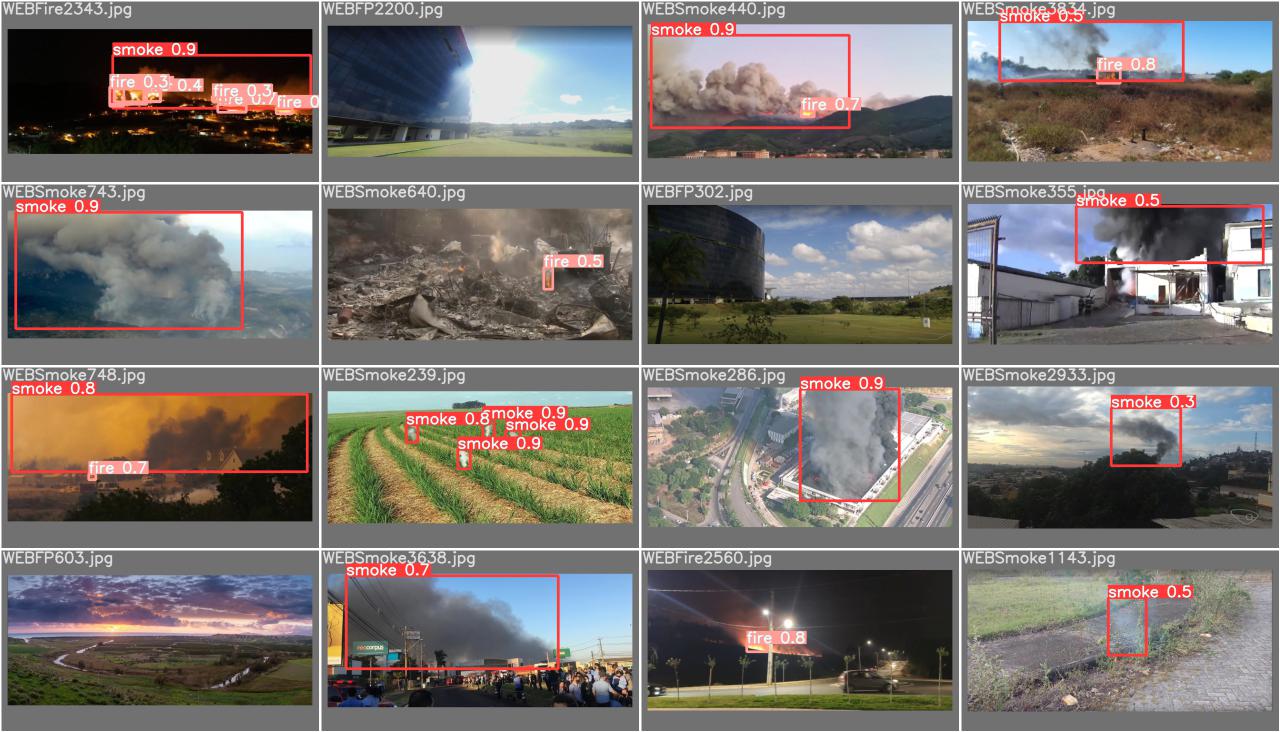 WEBFire2343.jpg
smoke 0.9
fire 0.3
0.4
fire 0.3
fire 0.7
fire 0
WEBFP2200.jpg
WEBSmoke440.jpg
smoke 0.9
fire 0.7
WEBSmoke3834.jpg
smoke 0.5
fire 0.8
WEBSmoke743.jpg
smoke 0.9
WEBSmoke640.jpg
fire 0.5
WEBFP302.jpg
WEBSmoke355.jpg
smoke 0.5
WEBSmoke748.jpg
smoke 0.8
fire 0.7
WEBSmoke239.jpg
smoke 0.8
smoke 0.9
smoke 0.9
smoke 0.9
WEBSmoke286.jpg
smoke 0.9
WEBSmoke2933.jpg
smoke 0.3
WEBFP603.jpg
WEBSmoke3638.jpg
smoke 0.7
WEBFire2560.jpg
fire 0.8
WEBSmoke1143.jpg
smoke 0.5